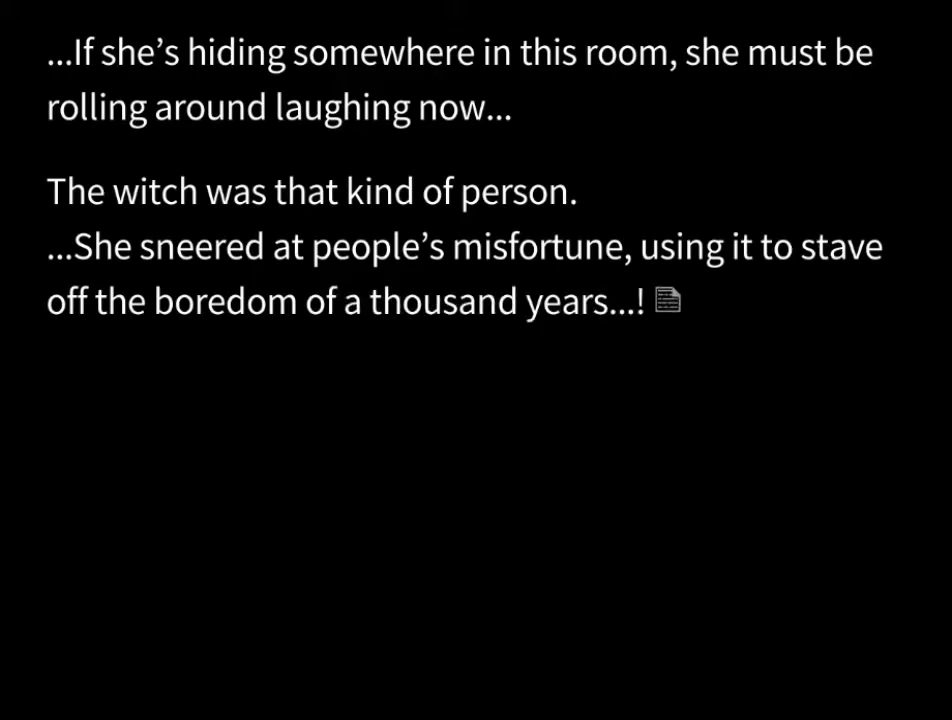 ...If she’s hiding somewhere in this room, she must be
rolling around laughing now...
The witch was that kind of person.
...She sneered at people’s misfortune, using it to stave
off the boredom of a thousand years...!